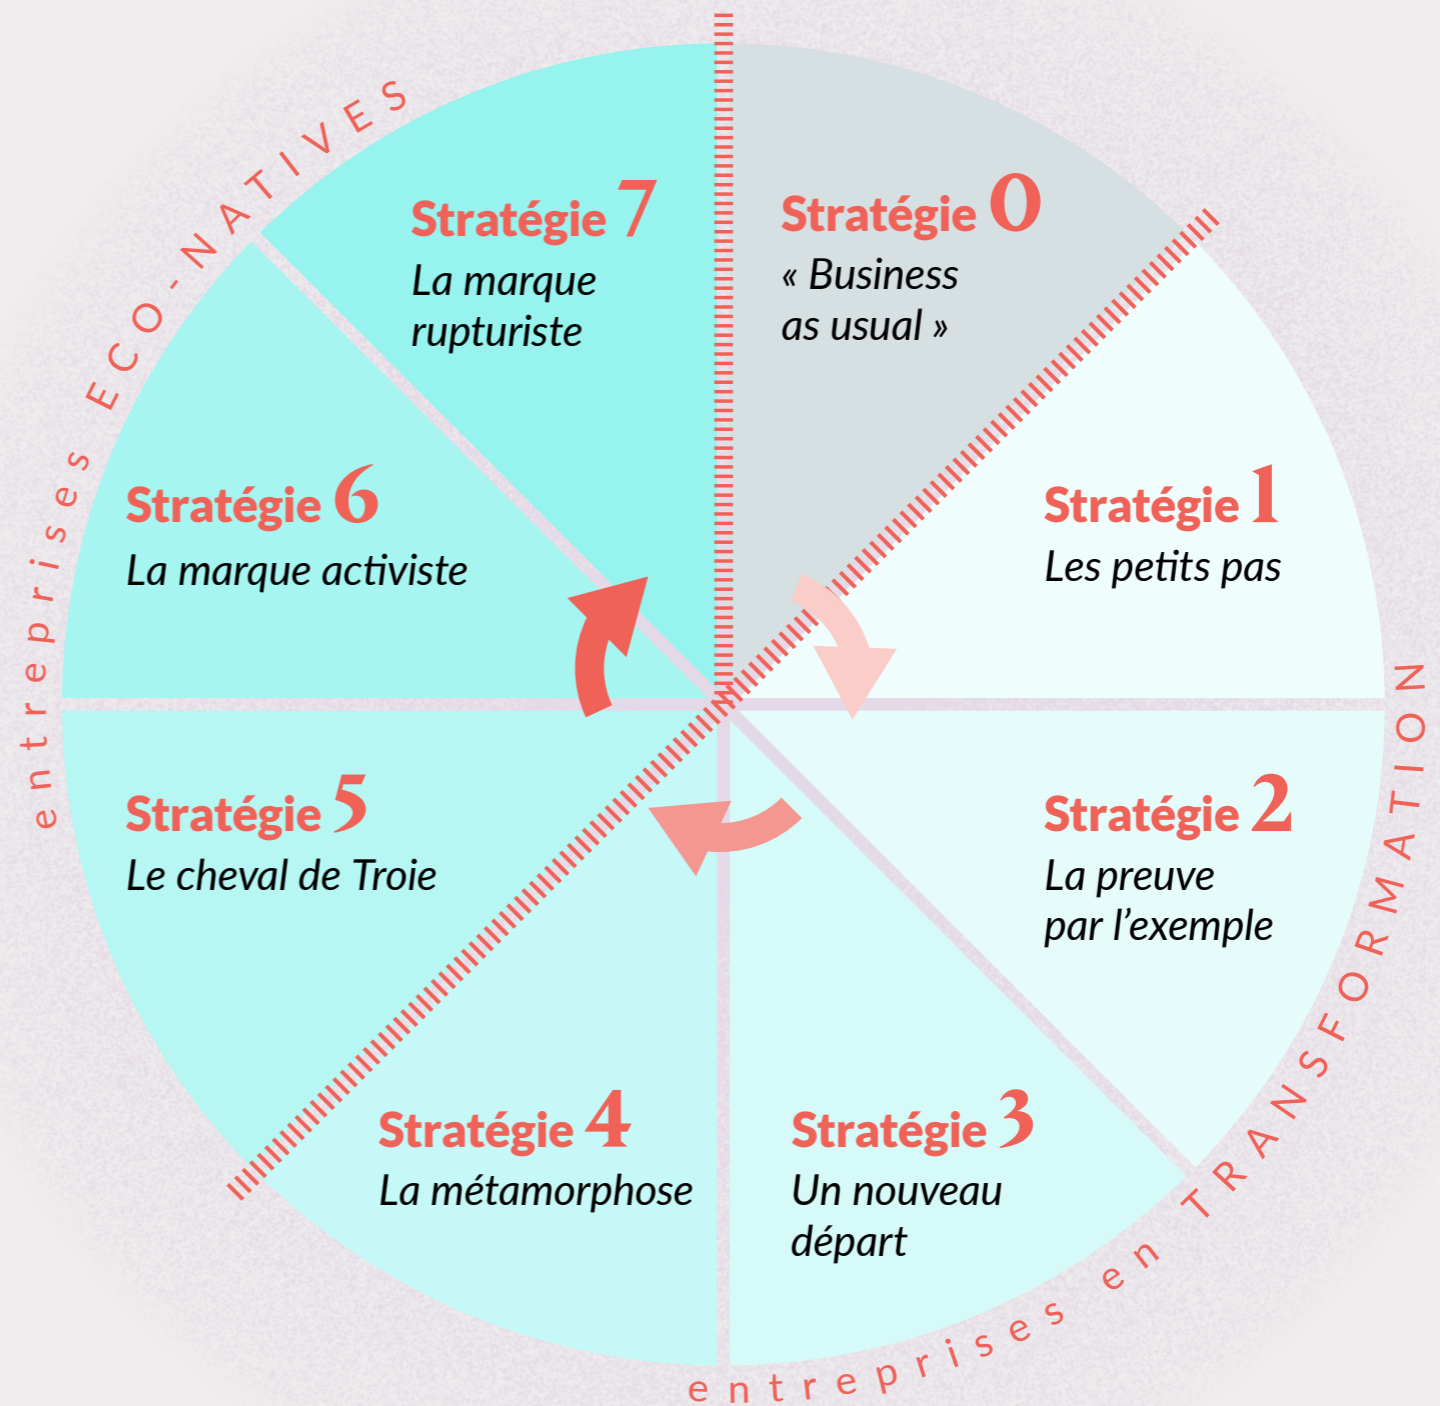 Stratégie 0
« Business
as usual »
Stratégie 1
Les petits pas
Stratégie 2
La preuve
par l’exemple
Stratégie 3
Un nouveau
départ
Stratégie 4
La métamorphose
Stratégie 5
Le cheval de Troie
Stratégie 6
La marque activiste
Stratégie 7
La marque
rupturiste
entreprises en TRANSFORMATION
entreprises ECO-NATIVES